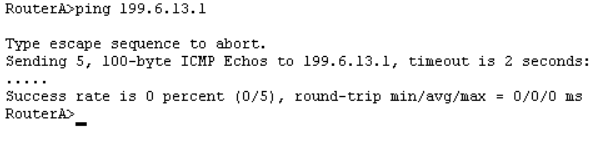 RouterA>ping 199.6.13.1
Type escape sequence to abort.
Sending 5, 100-byte ICMP Echos to 199.6.13.1, timeout is 2 seconds:
.....
Success rate is 0 percent (0/5), round-trip min/avg/max = 0/0/0 ms
RouterA>